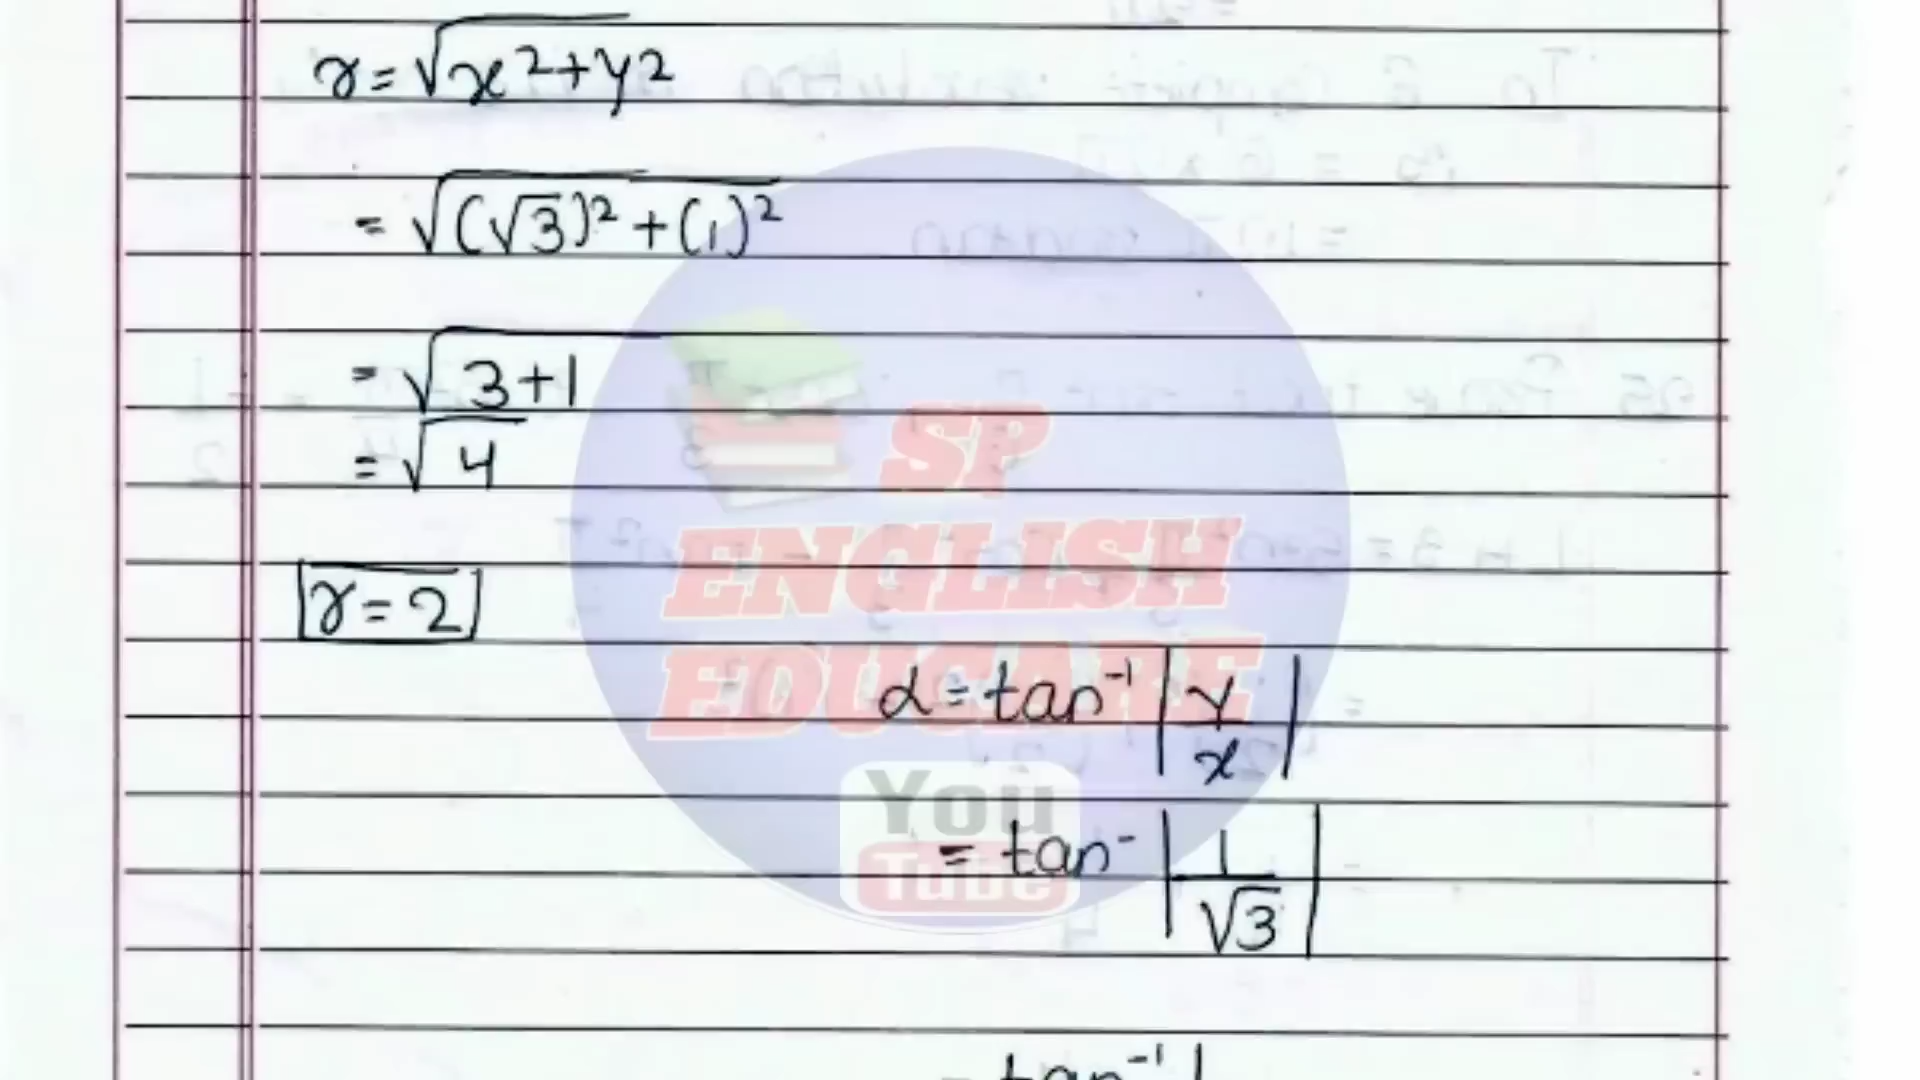 r = √x²+y²
= √(√3)² + (1)²
= √3+1
= √4
r = 2
SP
ENGLISH
EDUCARE
α = tan⁻¹ |y/x|
You
Tube
= tan⁻ |1/√3|
= tan⁻¹ |